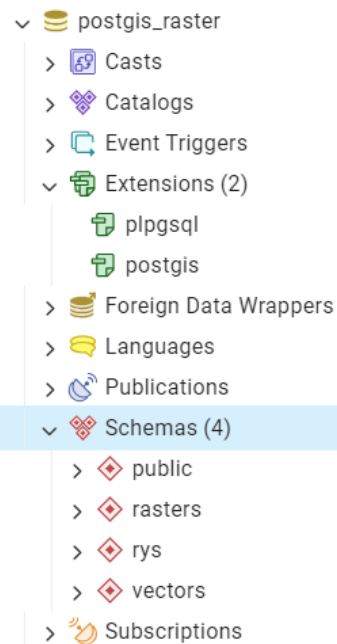 postgis_raster
Casts
Catalogs
Event Triggers
Extensions (2)
plpgsql
postgis
Foreign Data Wrappers
Languages
Publications
Schemas (4)
public
rasters
rys
vectors
Subscriptions